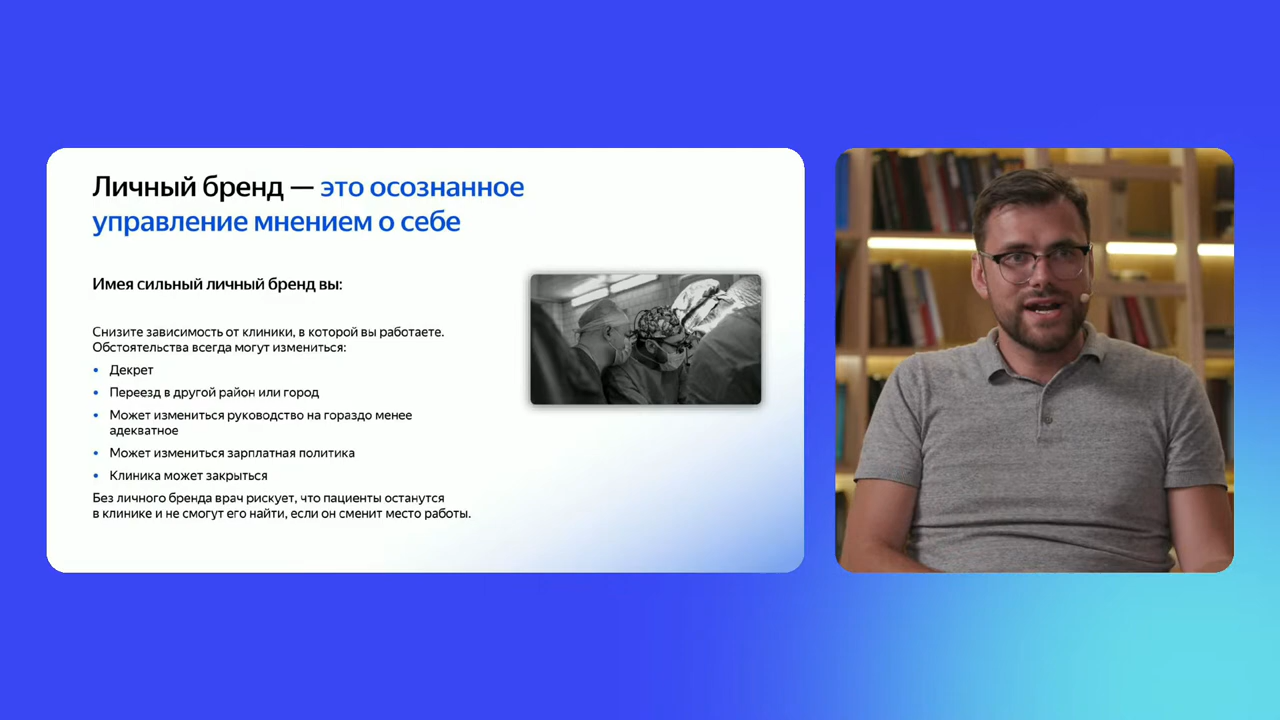 Личный бренд — это осознанное
управление мнением о себе
Имея сильный личный бренд вы:
Снизите зависимость от клиники, в которой вы работаете.
Обстоятельства всегда могут измениться:
• Декрет
• Переезд в другой район или город
• Может измениться руководство на гораздо менее
адекватное
• Может измениться зарплатная политика
• Клиника может закрыться
Без личного бренда врач рискует, что пациенты останутся
в клинике и не смогут его найти, если он сменит место работы.